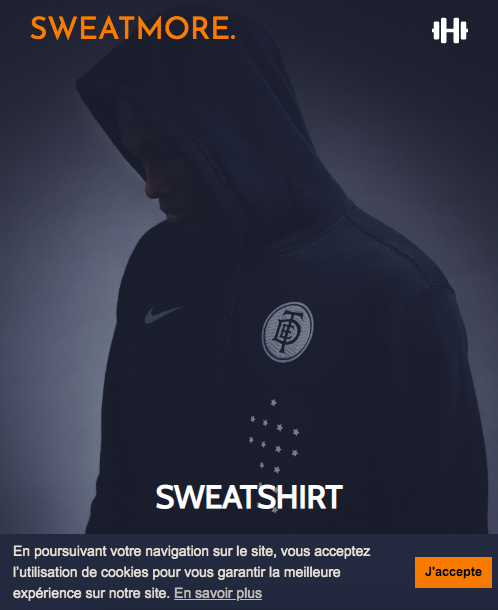 SWEATMORE.
SWEATSHIRT
En poursuivant votre navigation sur le site, vous acceptez
l'utilisation de cookies pour vous garantir la meilleure
expérience sur notre site. En savoir plus
J'accepte